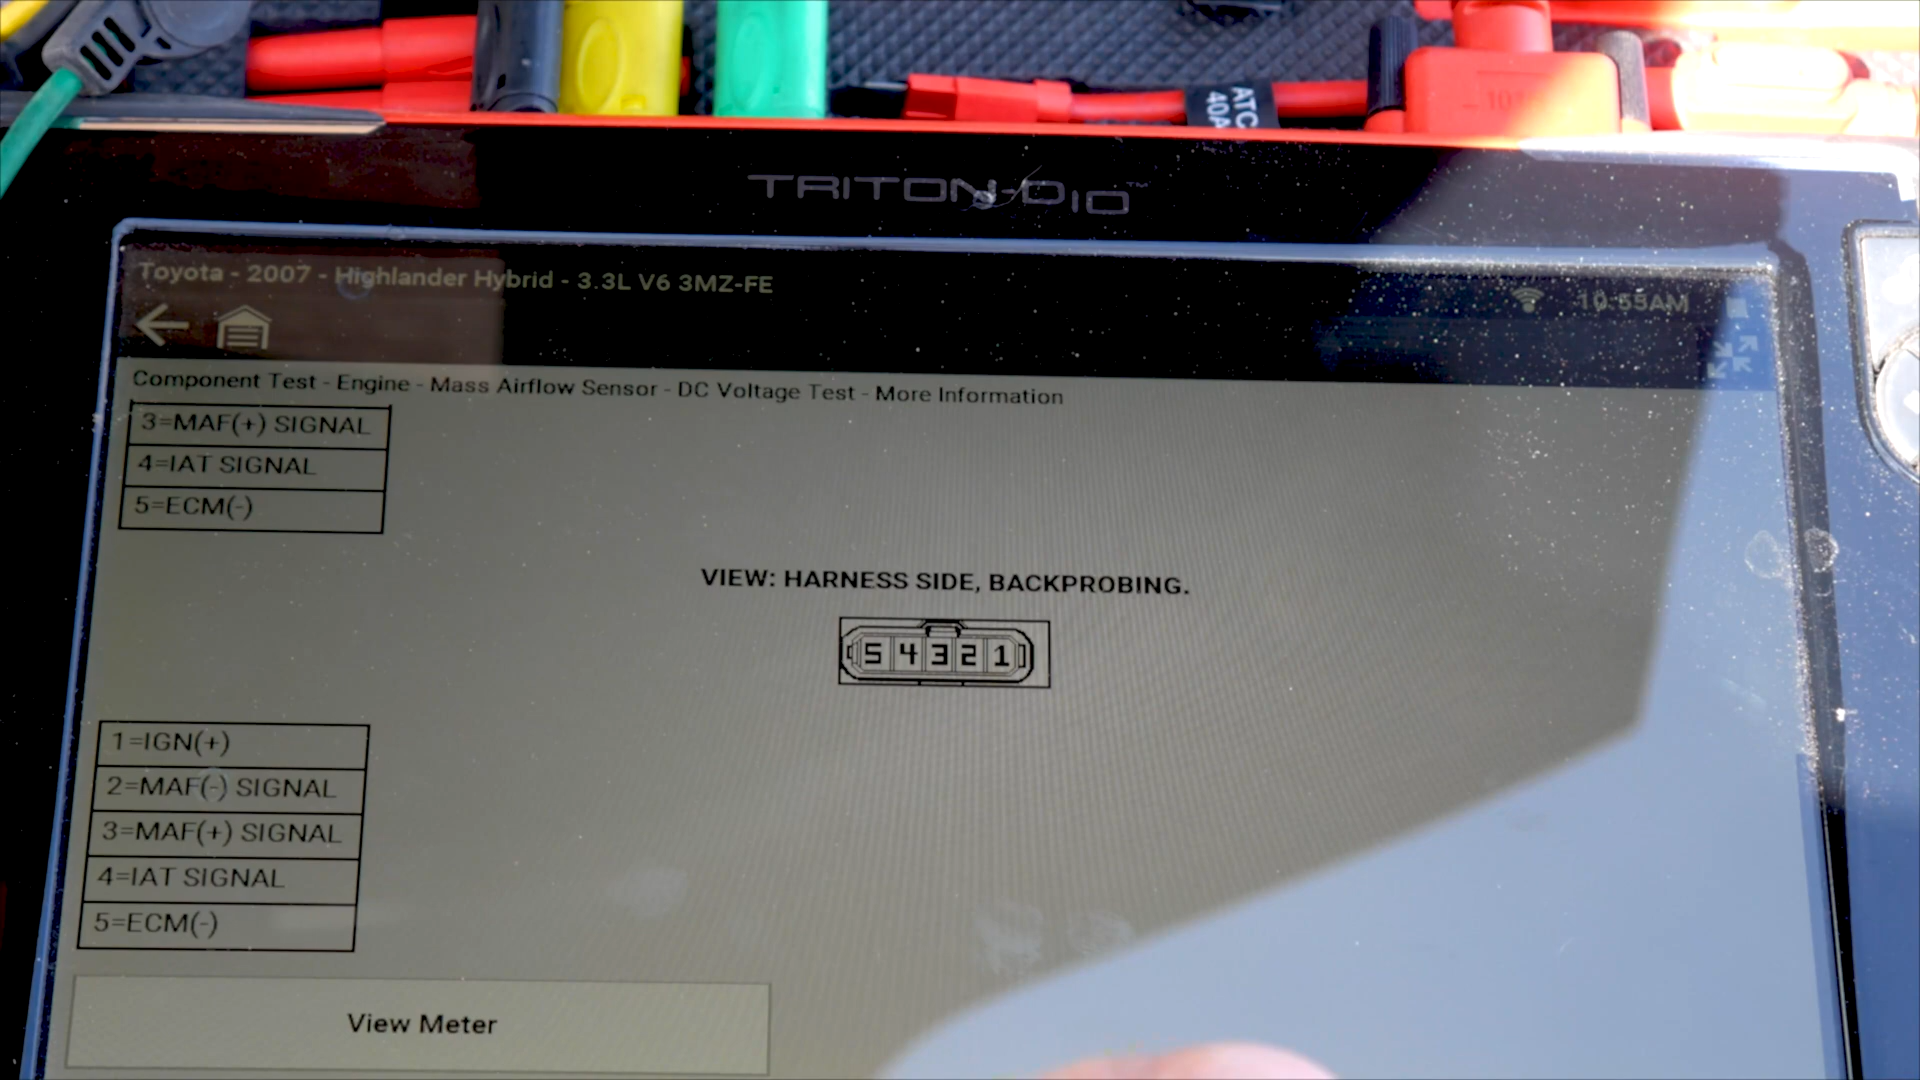 ATC
40A
TRITON-D10™
Toyota - 2007 - Highlander Hybrid - 3.3L V6 3MZ-FE
10:55AM
Component Test - Engine - Mass Airflow Sensor - DC Voltage Test - More Information
3=MAF(+) SIGNAL
4=IAT SIGNAL
5=ECM(-)
VIEW: HARNESS SIDE, BACKPROBING.
5 4 3 2 1
1=IGN(+)
2=MAF(-) SIGNAL
3=MAF(+) SIGNAL
4=IAT SIGNAL
5=ECM(-)
View Meter